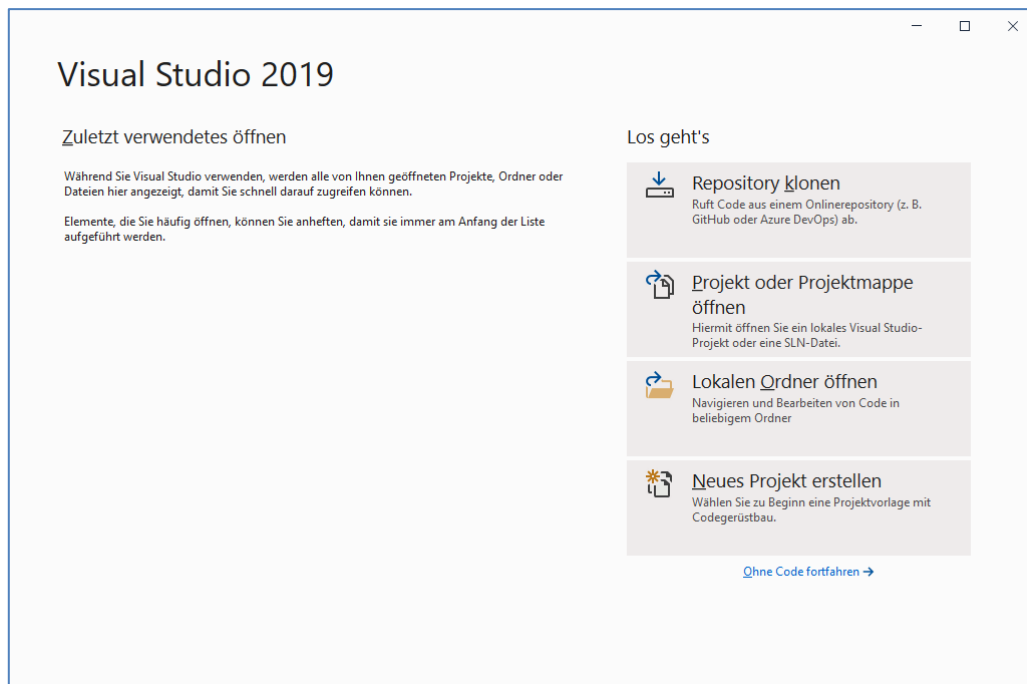 Visual Studio 2019
Zuletzt verwendetes öffnen
Während Sie Visual Studio verwenden, werden alle von Ihnen geöffneten Projekte, Ordner oder
Dateien hier angezeigt, damit Sie schnell darauf zugreifen können.
Elemente, die Sie häufig öffnen, können Sie anheften, damit sie immer am Anfang der Liste
aufgeführt werden.
Los geht's
Repository klonen
Ruft Code aus einem Onlinerepository (z. B.
GitHub oder Azure DevOps) ab.
Projekt oder Projektmappe
öffnen
Hiermit öffnen Sie ein lokales Visual Studio-
Projekt oder eine SLN-Datei.
Lokalen Ordner öffnen
Navigieren und Bearbeiten von Code in
beliebigem Ordner
Neues Projekt erstellen
Wählen Sie zu Beginn eine Projektvorlage mit
Codegerüstbau.
Ohne Code fortfahren →